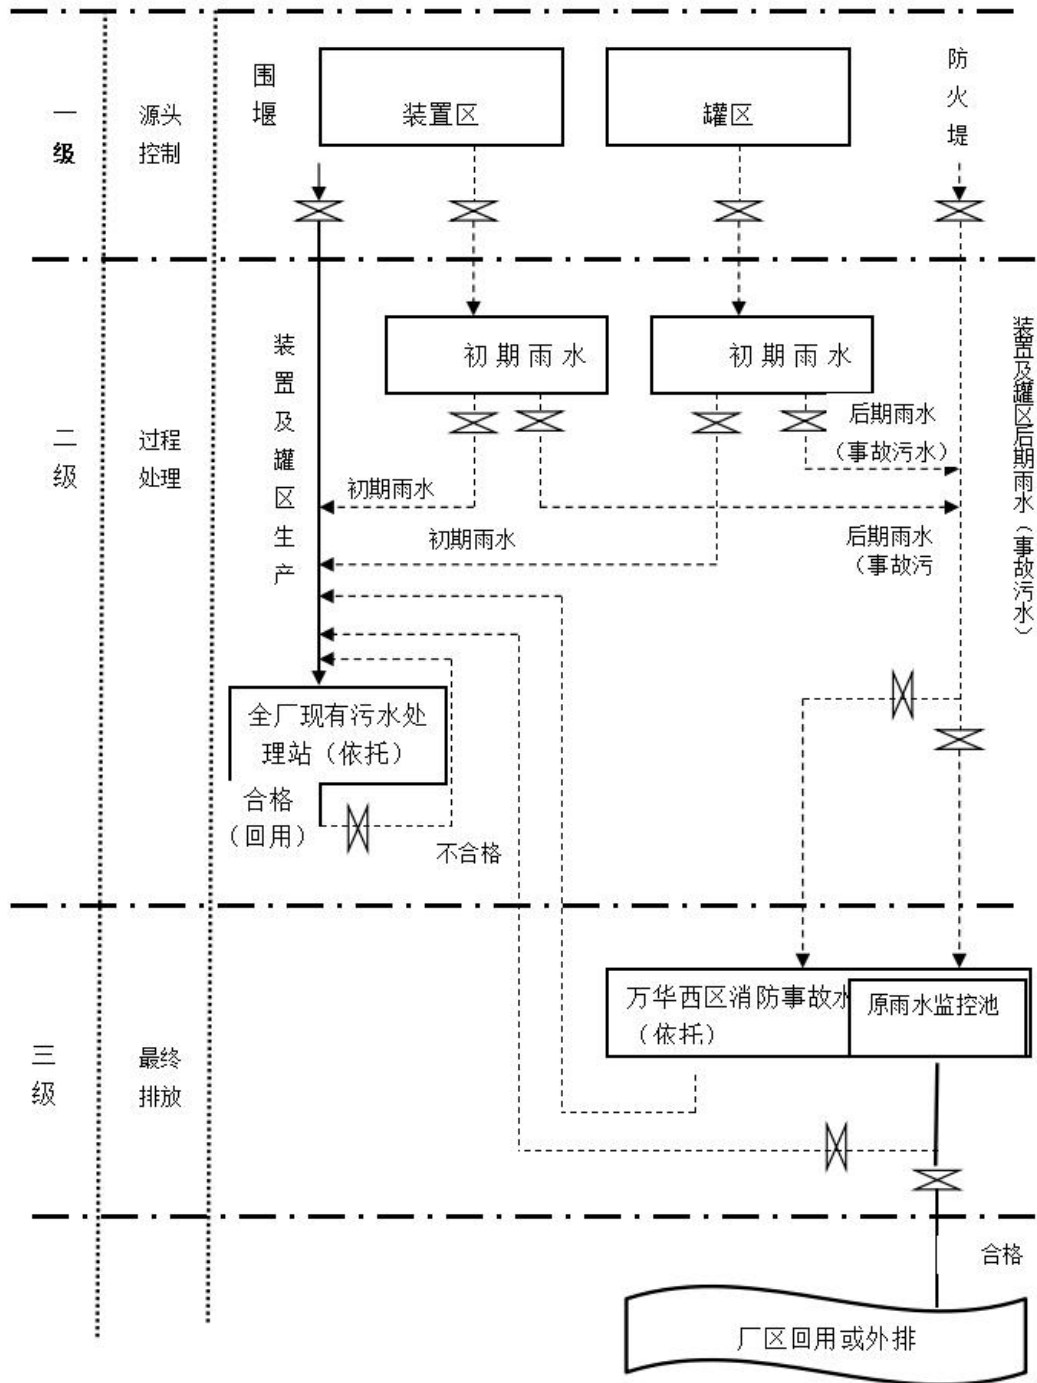 一级
源头
控制
围堰
装置区
罐区
防火堤
二级
过程
处理
装置及罐区生产
初期雨水
初期雨水
后期雨水
（事故污水）
初期雨水
初期雨水
后期雨水
（事故污
装置及罐区后期雨水（事故污水）
全厂现有污水处
理站（依托）
合格
（回用）
不合格
三级
最终
排放
万华西区消防事故水
（依托）
原雨水监控池
合格
厂区回用或外排